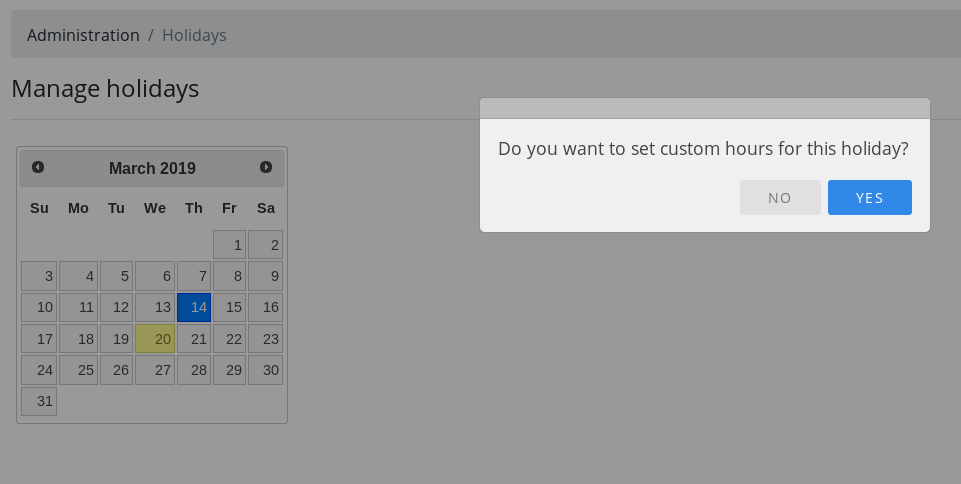 Administration / Holidays
Manage holidays
Do you want to set custom hours for this holiday?
NO YES
March 2019
Su Mo Tu We Th Fr Sa
1 2
3 4 5 6 7 8 9
10 11 12 13 14 15 16
17 18 19 20 21 22 23
24 25 26 27 28 29 30
31